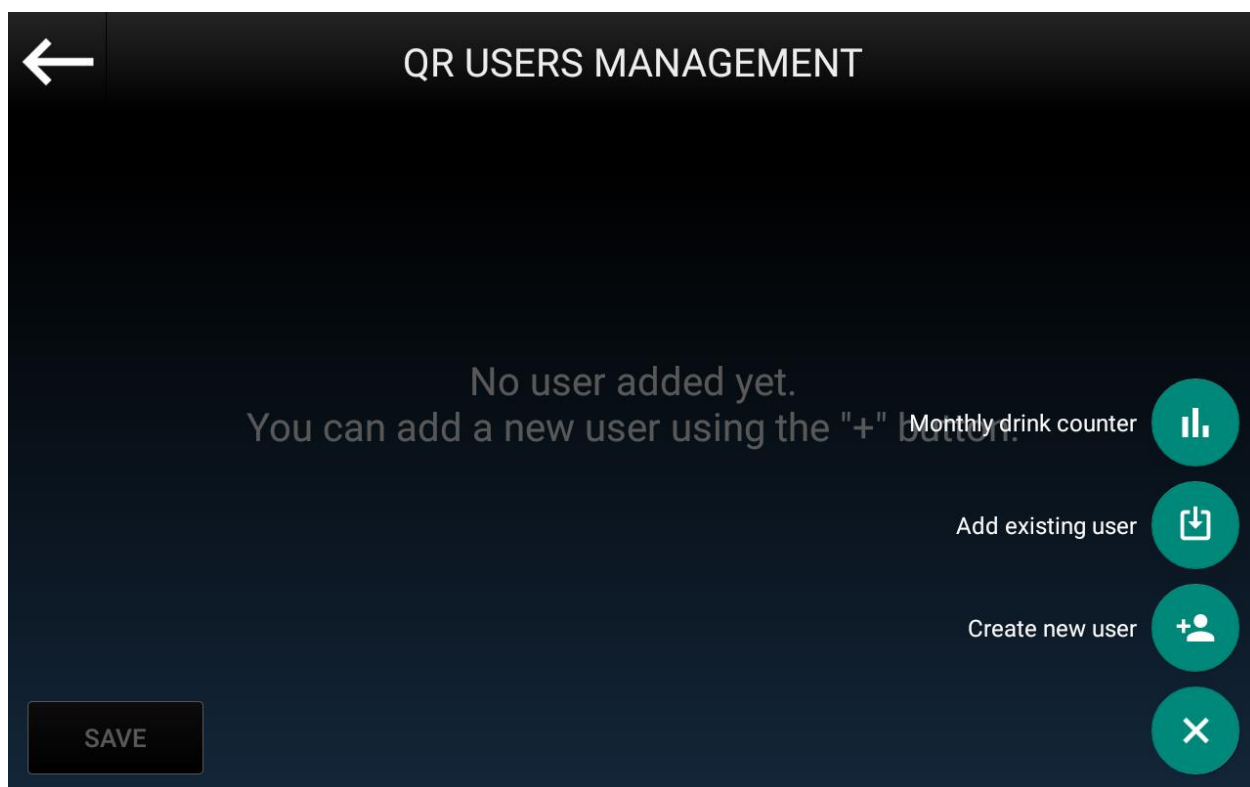 QR USERS MANAGEMENT
No user added yet.
You can add a new user using the "+" button.
Monthly drink counter
Add existing user
Create new user
SAVE